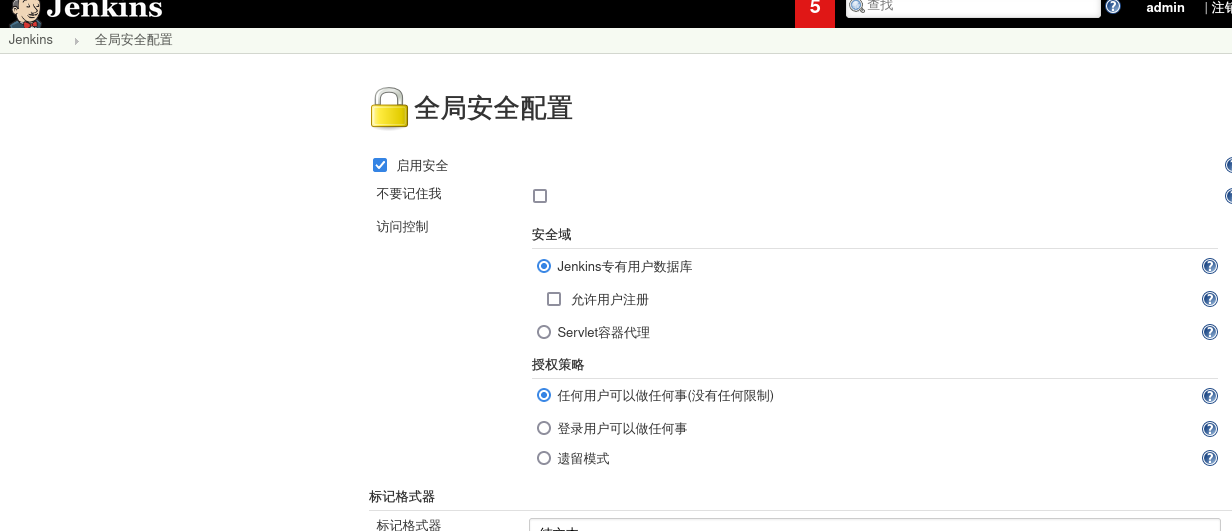 Jenkins
5
查找
admin
| 注销
Jenkins
全局安全配置
全局安全配置
启用安全
不要记住我
访问控制
安全域
Jenkins专有用户数据库
允许用户注册
Servlet容器代理
授权策略
任何用户可以做任何事(没有任何限制)
登录用户可以做任何事
遗留模式
标记格式器
标记格式器
纯文本